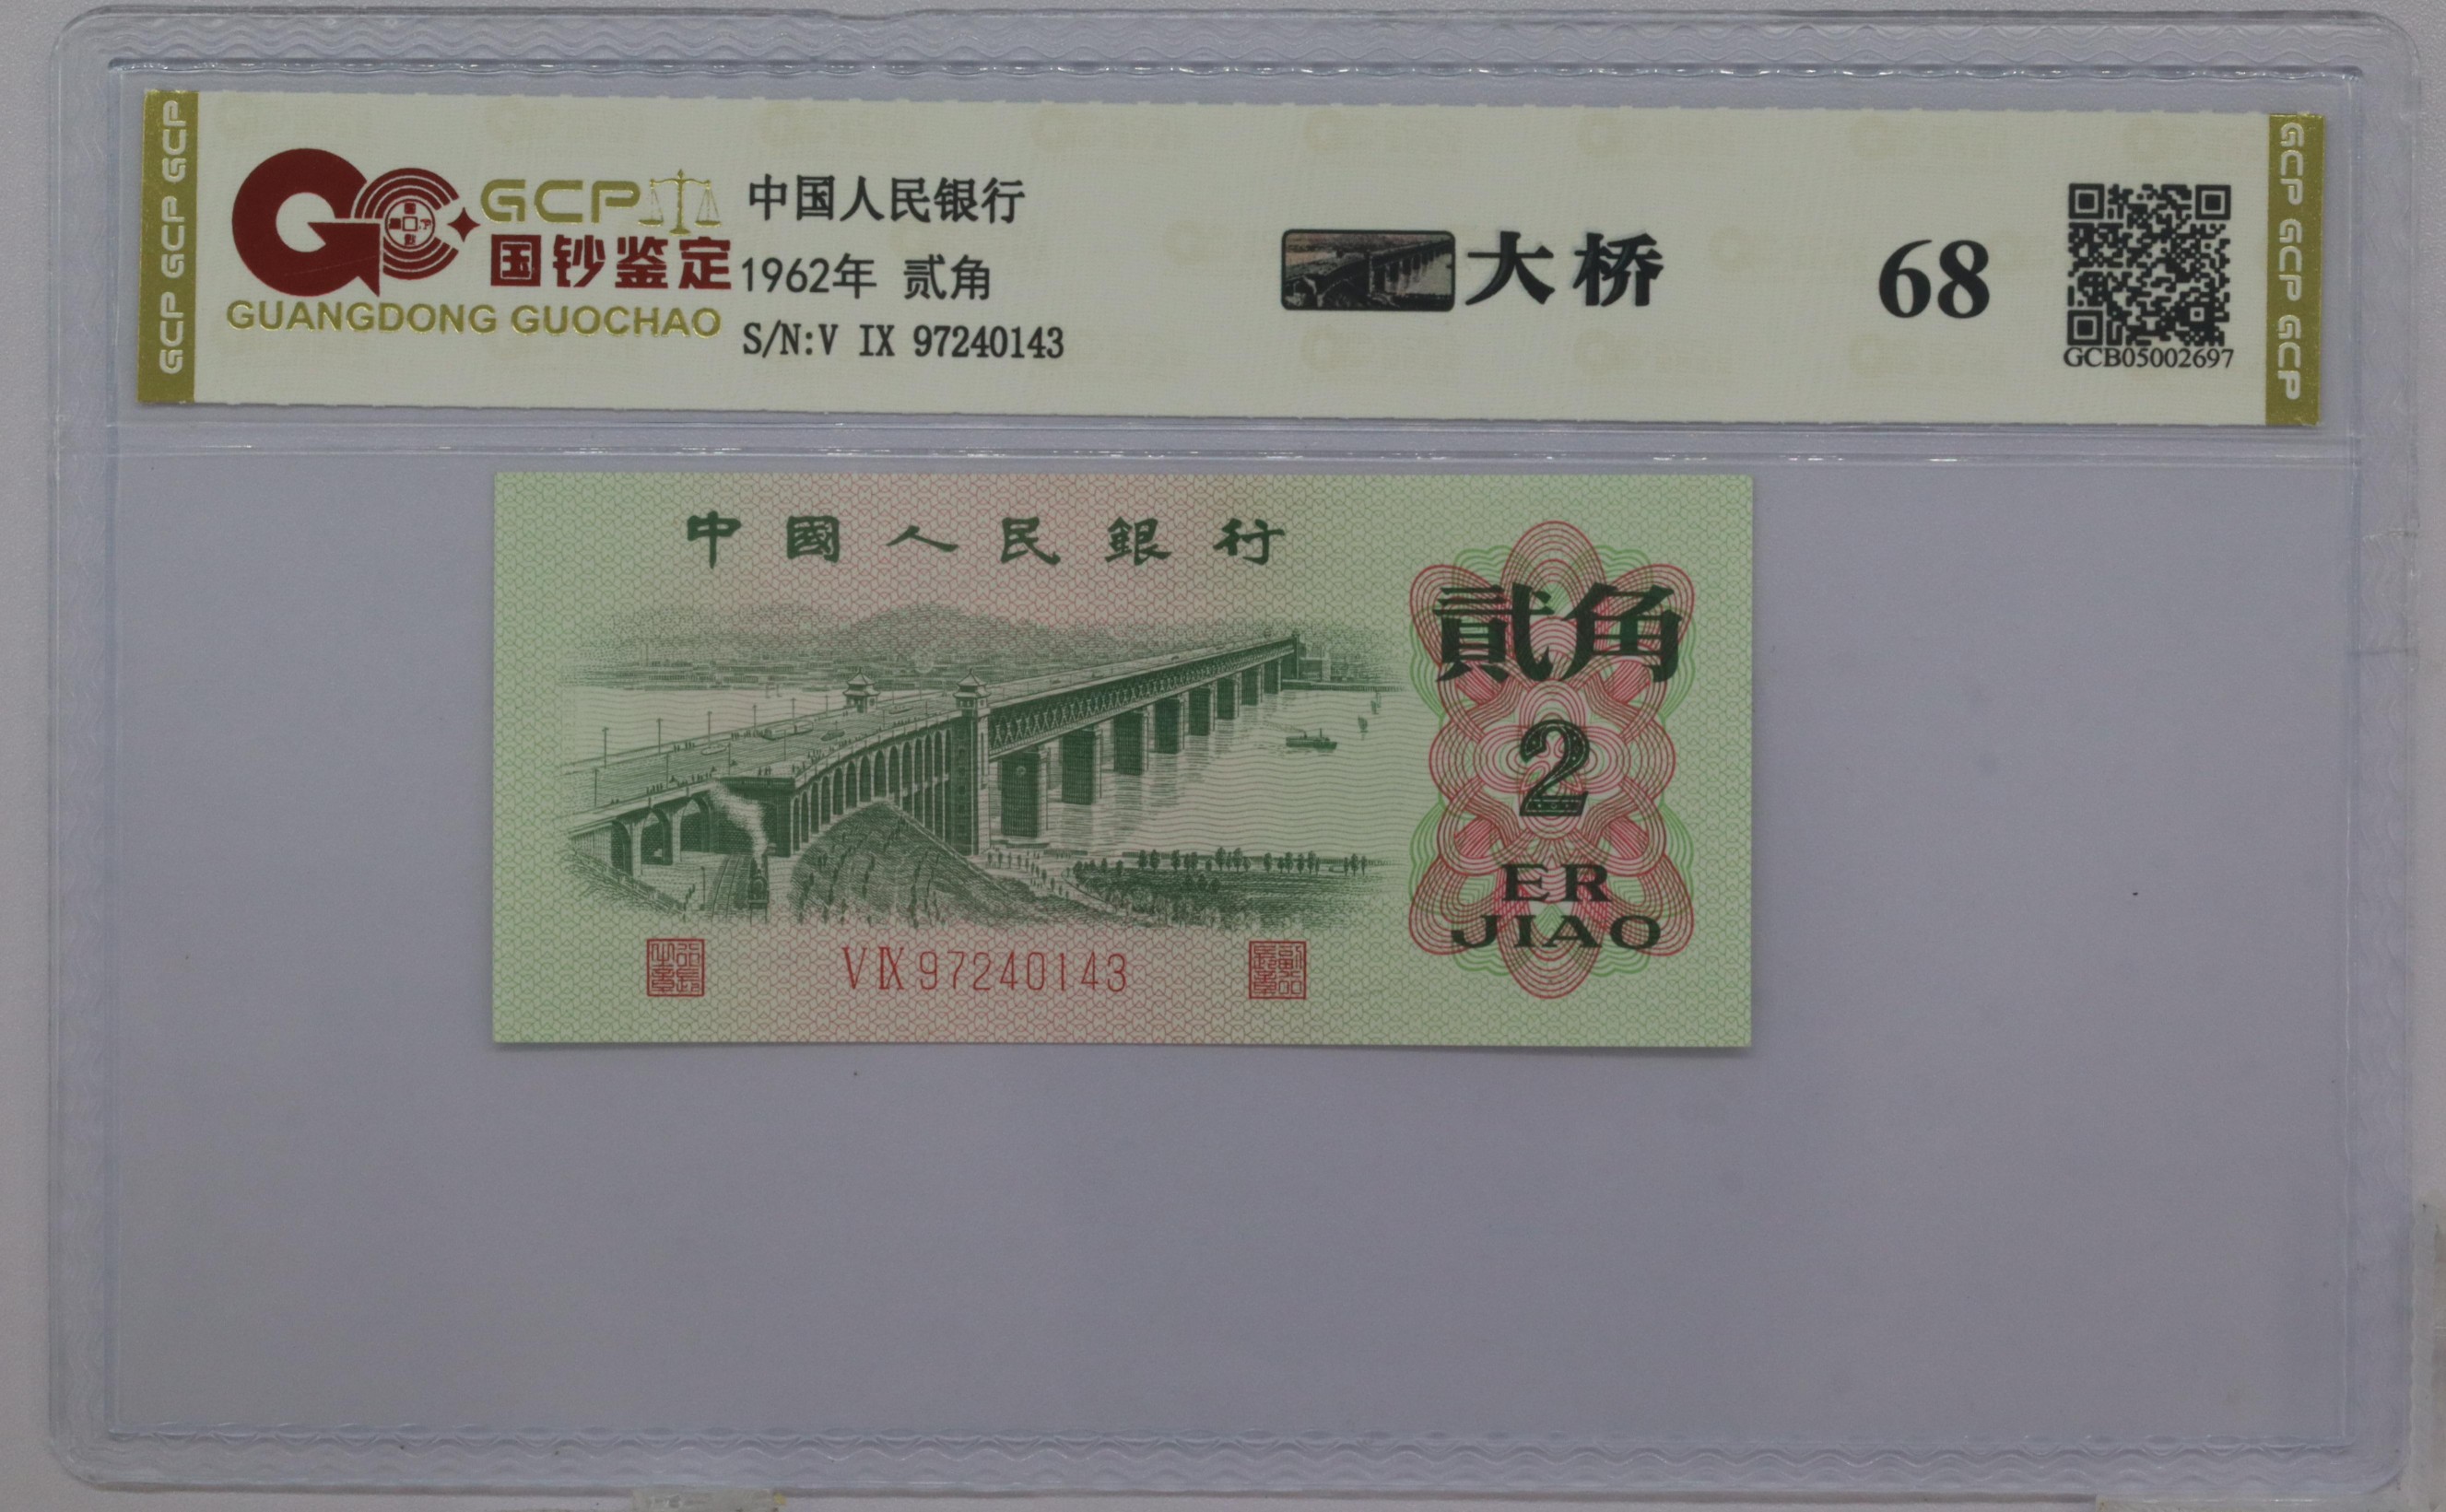 GCP GCP GCP
GCP
国钞鉴定
GUANGDONG GUOCHAO
中国人民银行
1962年 贰角
S/N:V IX 97240143
大桥
68
GCB05002697
GCP GCP GCP
中國人民銀行
貳角
2
ER
JIAO
V IX 97240143